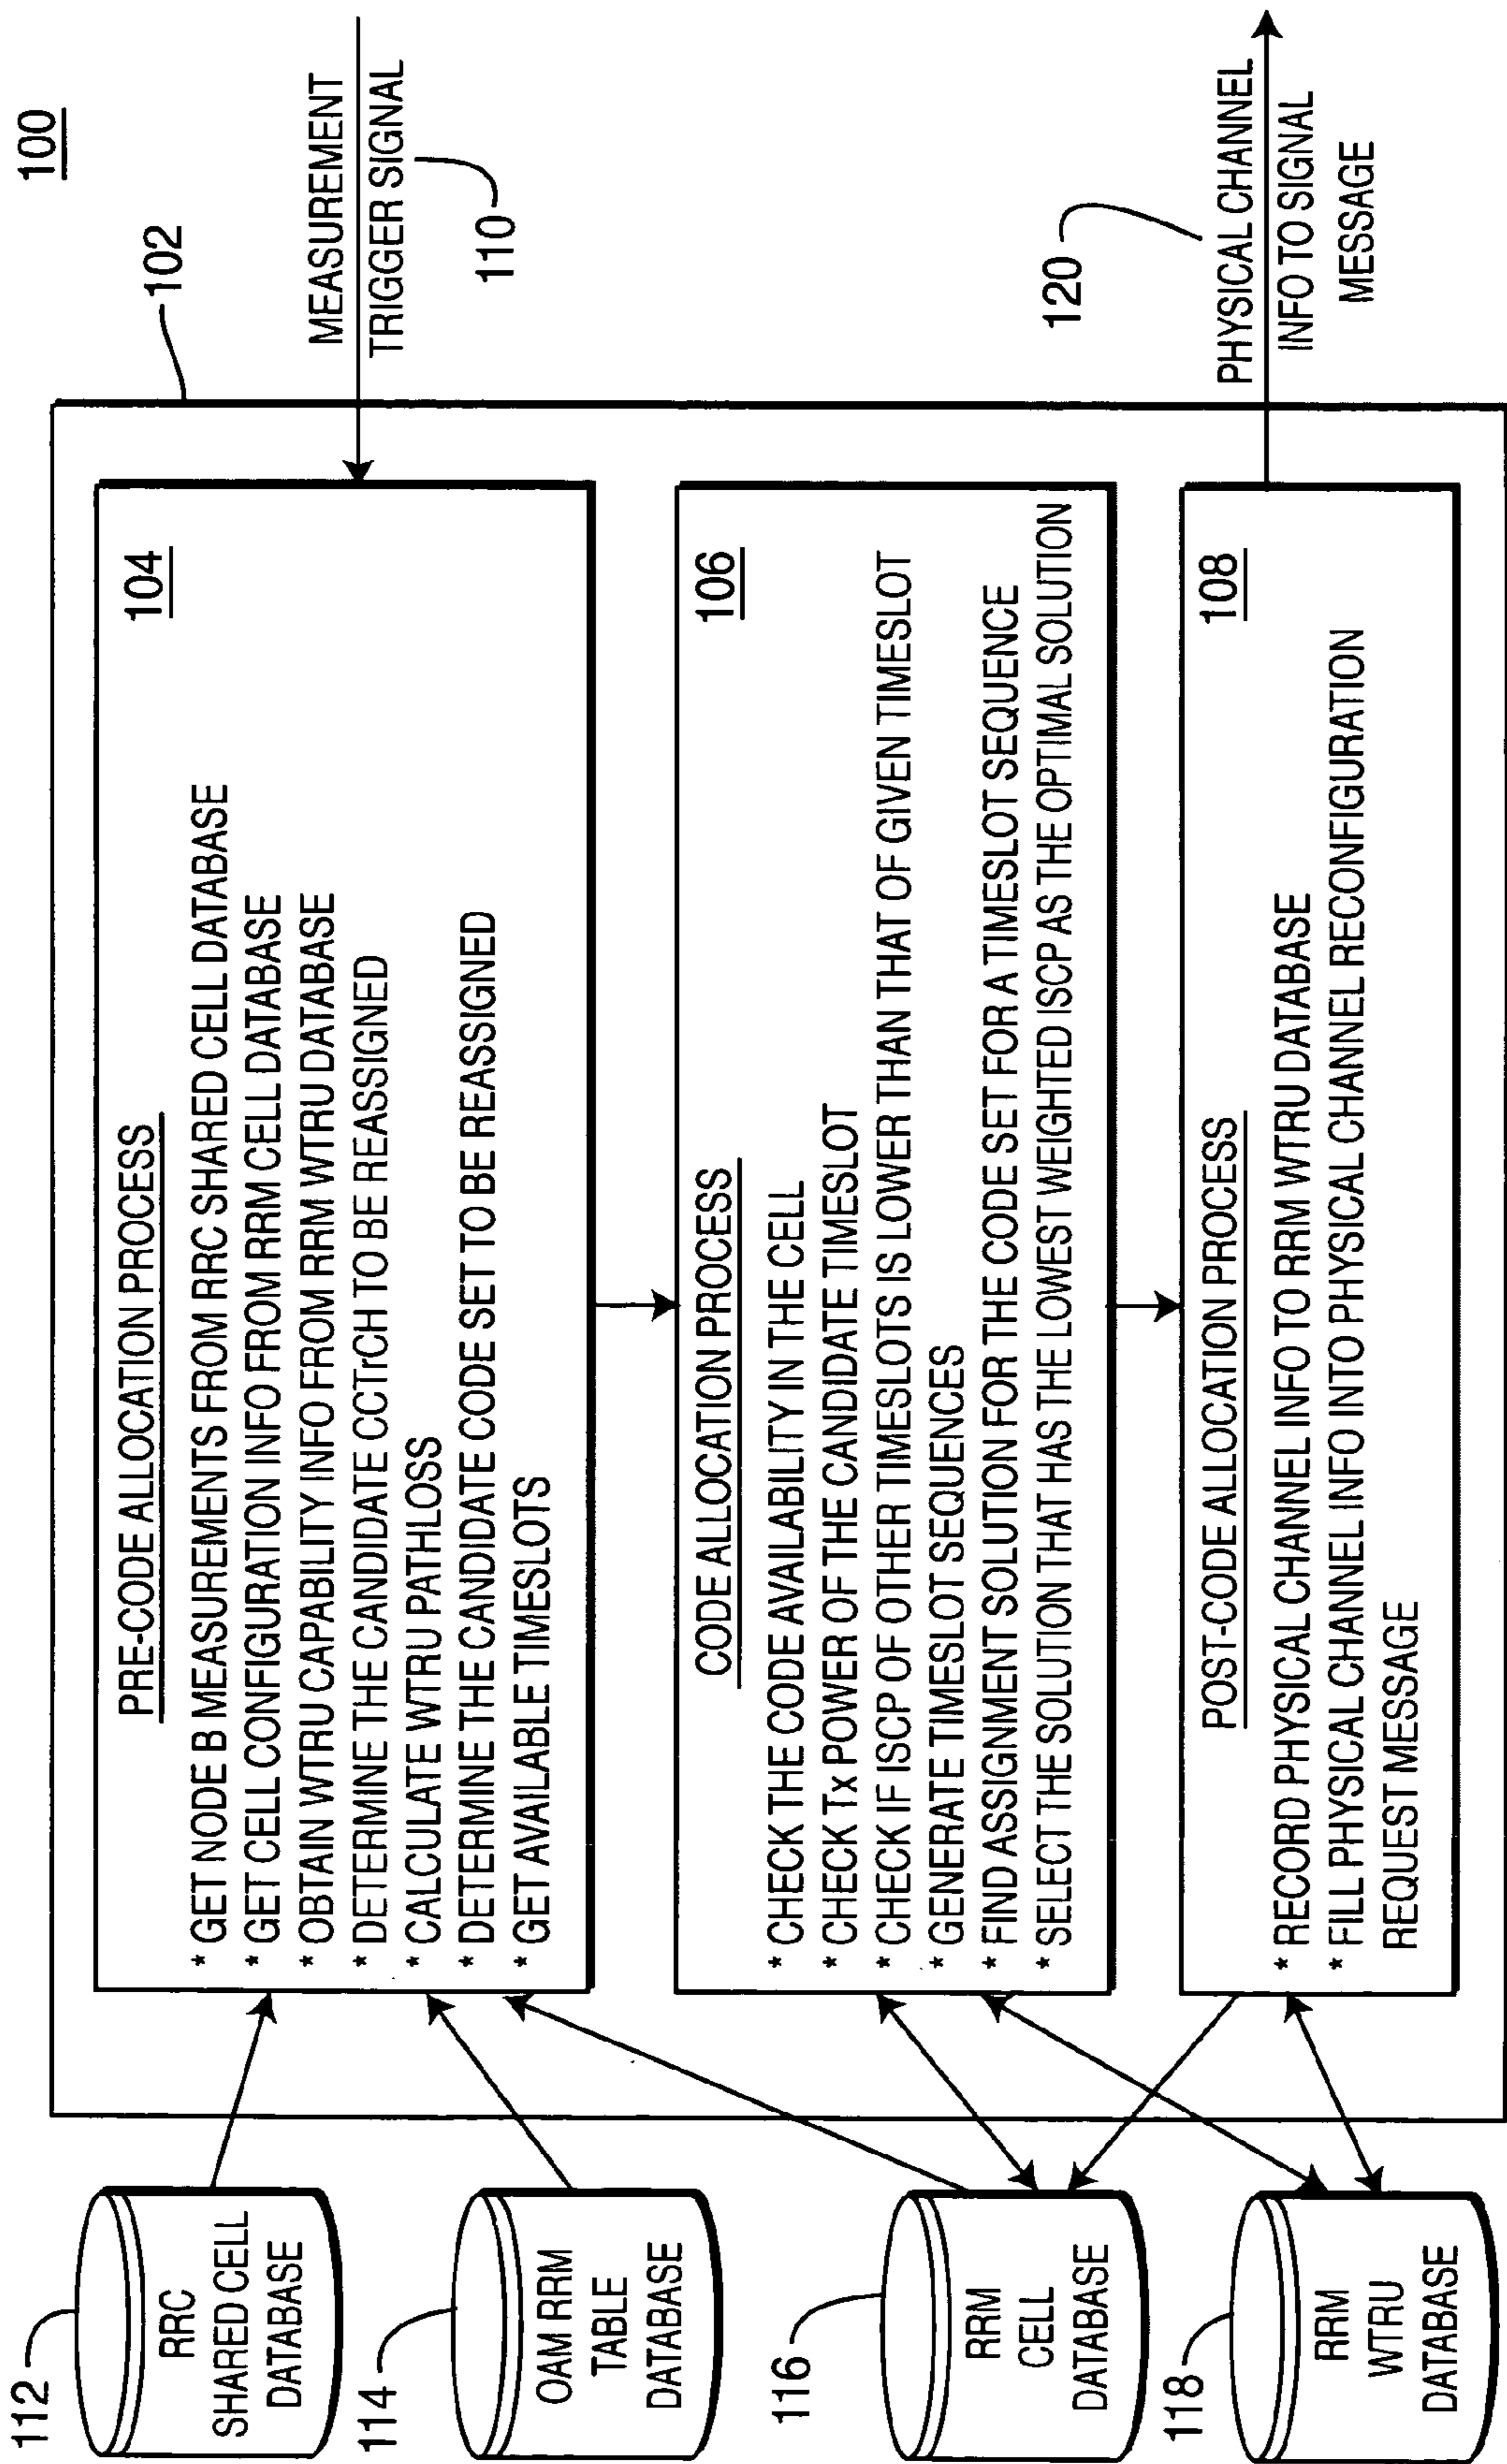 100
102
PRE-CODE ALLOCATION PROCESS
104
* GET NODE B MEASUREMENTS FROM RRC SHARED CELL DATABASE
* GET CELL CONFIGURATION INFO FROM RRM CELL DATABASE
* OBTAIN WTRU CAPABILITY INFO FROM RRM WTRU DATABASE
* DETERMINE THE CANDIDATE CCTrCH TO BE REASSIGNED
* CALCULATE WTRU PATHLOSS
* DETERMINE THE CANDIDATE CODE SET TO BE REASSIGNED
* GET AVAILABLE TIMESLOTS
MEASUREMENT
TRIGGER SIGNAL
110
CODE ALLOCATION PROCESS
106
* CHECK THE CODE AVAILABILITY IN THE CELL
* CHECK Tx POWER OF THE CANDIDATE TIMESLOT
* CHECK IF ISCP OF OTHER TIMESLOTS IS LOWER THAN THAT OF GIVEN TIMESLOT
* GENERATE TIMESLOT SEQUENCES
* FIND ASSIGNMENT SOLUTION FOR THE CODE SET FOR A TIMESLOT SEQUENCE
* SELECT THE SOLUTION THAT HAS THE LOWEST WEIGHTED ISCP AS THE OPTIMAL SOLUTION
POST-CODE ALLOCATION PROCESS
108
* RECORD PHYSICAL CHANNEL INFO TO RRM WTRU DATABASE
* FILL PHYSICAL CHANNEL INFO INTO PHYSICAL CHANNEL RECONFIGURATION
REQUEST MESSAGE
120
PHYSICAL CHANNEL
INFO TO SIGNAL
MESSAGE
112
RRC
SHARED CELL
DATABASE
114
OAM RRM
TABLE
DATABASE
116
RRM
CELL
DATABASE
118
RRM
WTRU
DATABASE